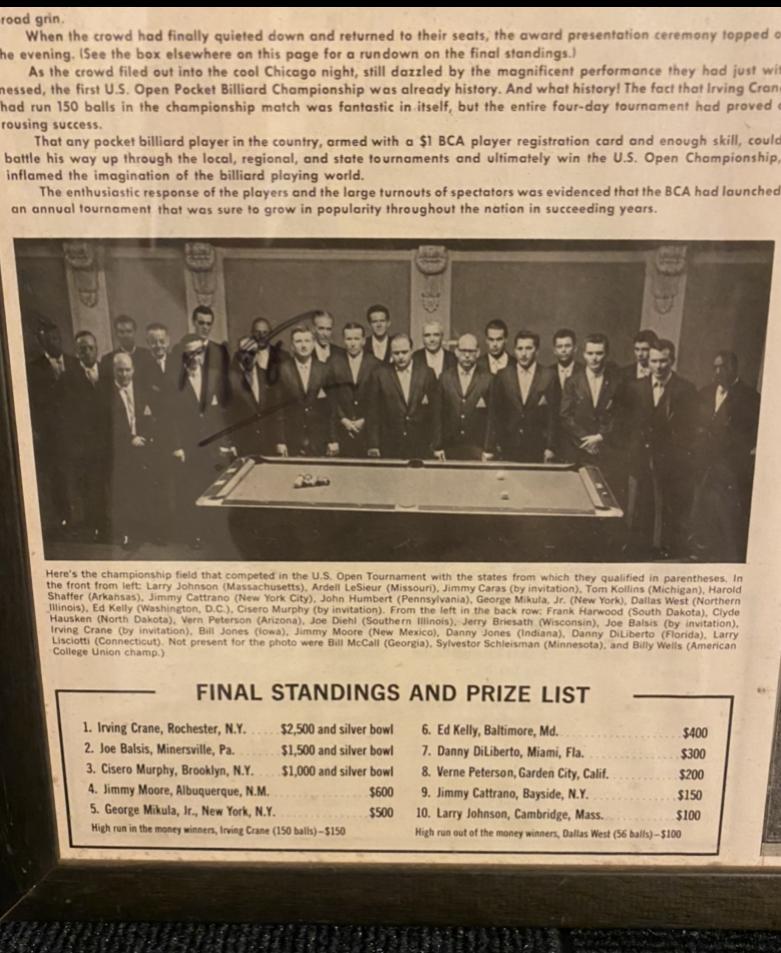 road grin.
When the crowd had finally quieted down and returned to their seats, the award presentation ceremony topped
he evening. (See the box elsewhere on this page for a rundown on the final standings.)
As the crowd filed out into the cool Chicago night, still dazzled by the magnificent performance they had just wit
nessed, the first U.S. Open Pocket Billiard Championship was already history. And what history! The fact that Irving Cran
had run 150 balls in the championship match was fantastic in itself, but the entire four-day tournament had proved
rousing success.
That any pocket billiard player in the country, armed with a $1 BCA player registration card and enough skill, could
battle his way up through the local, regional, and state tournaments and ultimately win the U.S. Open Championship,
inflamed the imagination of the billiard playing world.
The enthusiastic response of the players and the large turnouts of spectators was evidenced that the BCA had launched
an annual tournament that was sure to grow in popularity throughout the nation in succeeding years.
Here's the championship field that competed in the U.S. Open Tournament with the states from which they qualified in parentheses. In
the front from left: Larry Johnson (Massachusetts), Ardell LeSieur (Missouri), Jimmy Caras (by invitation), Tom Kollins (Michigan), Harold
Shaffer (Arkansas), Jimmy Cattrano (New York City), John Humbert (Pennsylvania), George Mikula, Jr. (New York), Dallas West (Northern
Illinois), Ed Kelly (Washington, D.C.), Cisero Murphy (by invitation). From the left in the back row: Frank Harwood (South Dakota), Clyde
Hausken (North Dakota), Vern Peterson (Arizona), Joe Diehl (Southern Illinois), Jerry Briesath (Wisconsin), Joe Balsis (by invitation),
Irving Crane (by invitation), Bill Jones (Iowa), Jimmy Moore (New Mexico), Danny Jones (Indiana), Danny DiLiberto (Florida), Larry
Lisciotti (Connecticut). Not present for the photo were Bill McCall (Georgia), Sylvestor Schleisman (Minnesota), and Billy Wells (American
College Union champ.)
FINAL STANDINGS AND PRIZE LIST
1. Irving Crane, Rochester, N.Y. $2,500 and silver bowl
2. Joe Balsis, Minersville, Pa. $1,500 and silver bowl
3. Cisero Murphy, Brooklyn, N.Y. $1,000 and silver bowl
4. Jimmy Moore, Albuquerque, N.M. $600
5. George Mikula, Jr., New York, N.Y. $500
High run in the money winners, Irving Crane (150 balls)—$150
6. Ed Kelly, Baltimore, Md. $400
7. Danny DiLiberto, Miami, Fla. $300
8. Verne Peterson, Garden City, Calif. $200
9. Jimmy Cattrano, Bayside, N.Y. $150
10. Larry Johnson, Cambridge, Mass. $100
High run out of the money winners, Dallas West (56 balls)—$100